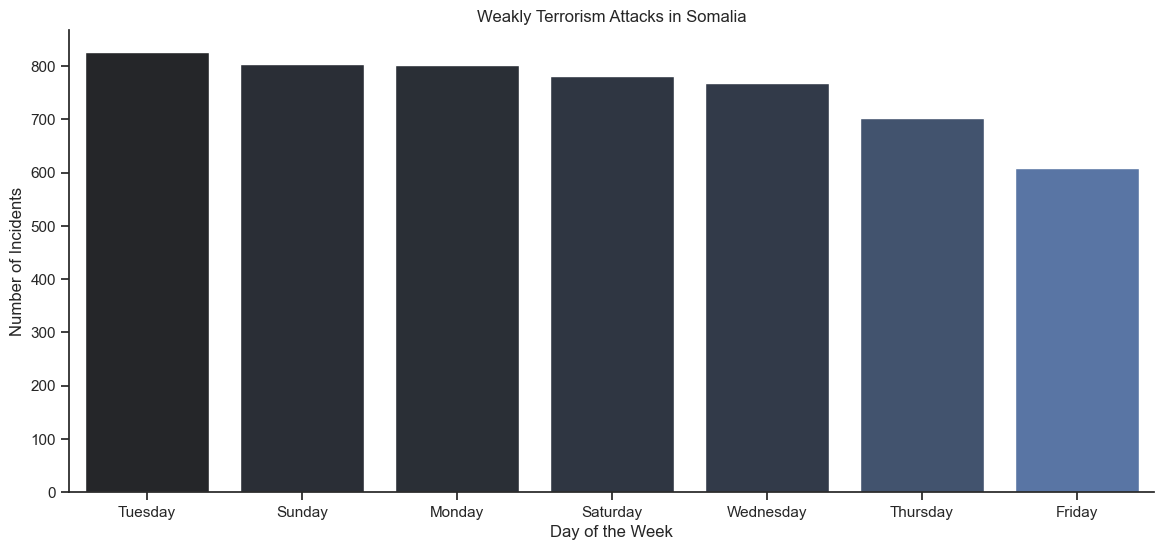 Weakly Terrorism Attacks in Somalia
Number of Incidents
800
700
600
500
400
300
200
100
0
Tuesday Sunday Monday Saturday Wednesday Thursday Friday
Day of the Week